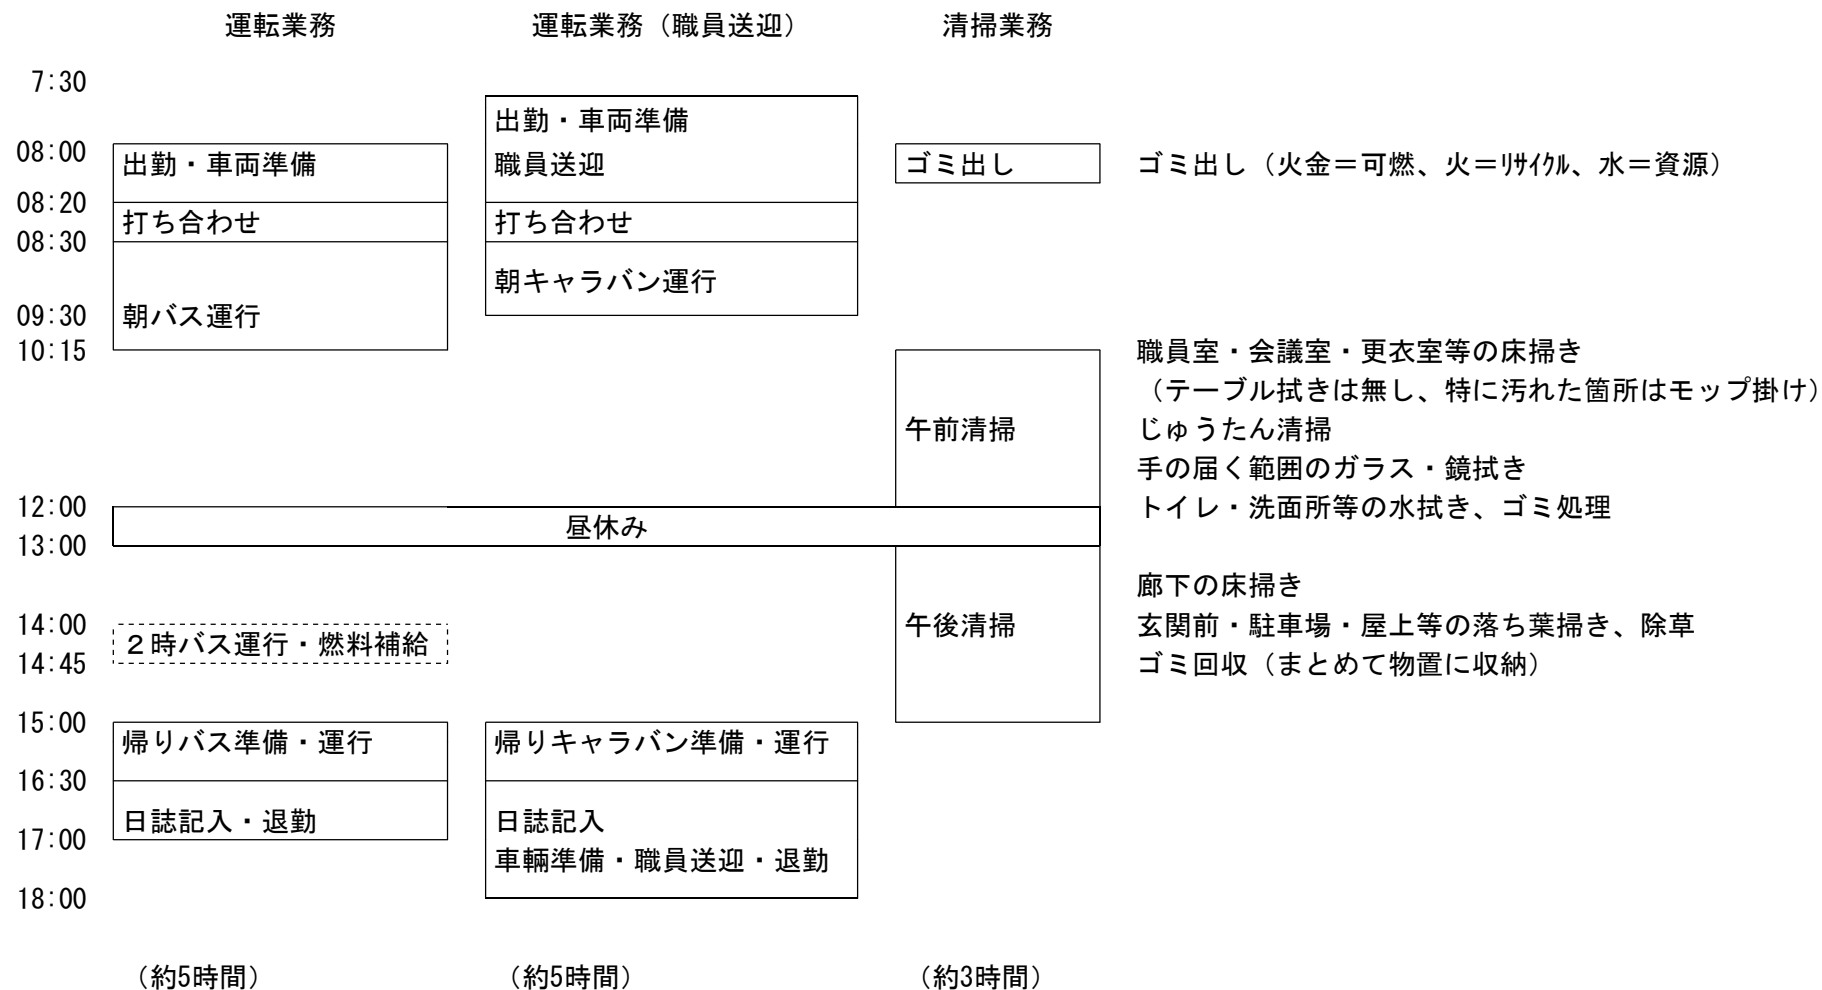 運転業務 運転業務（職員送迎） 清掃業務
7:30
出勤・車両準備
08:00 出勤・車両準備 職員送迎 ゴミ出し ゴミ出し（火金＝可燃、火＝ﾘｻｲｸﾙ、水＝資源）
08:20 打ち合わせ 打ち合わせ
08:30
朝キャラバン運行
09:30 朝バス運行
10:15 職員室・会議室・更衣室等の床掃き
（テーブル拭きは無し、特に汚れた箇所はモップ掛け）
午前清掃 じゅうたん清掃
手の届く範囲のガラス・鏡拭き
12:00 トイレ・洗面所等の水拭き、ゴミ処理
昼休み
13:00
廊下の床掃き
14:00 午後清掃 玄関前・駐車場・屋上等の落ち葉掃き、除草
２時バス運行・燃料補給
14:45 ゴミ回収（まとめて物置に収納）
15:00 帰りバス準備・運行 帰りキャラバン準備・運行
16:30
日誌記入・退勤 日誌記入
17:00 車輛準備・職員送迎・退勤
18:00
（約5時間） （約5時間） （約3時間）